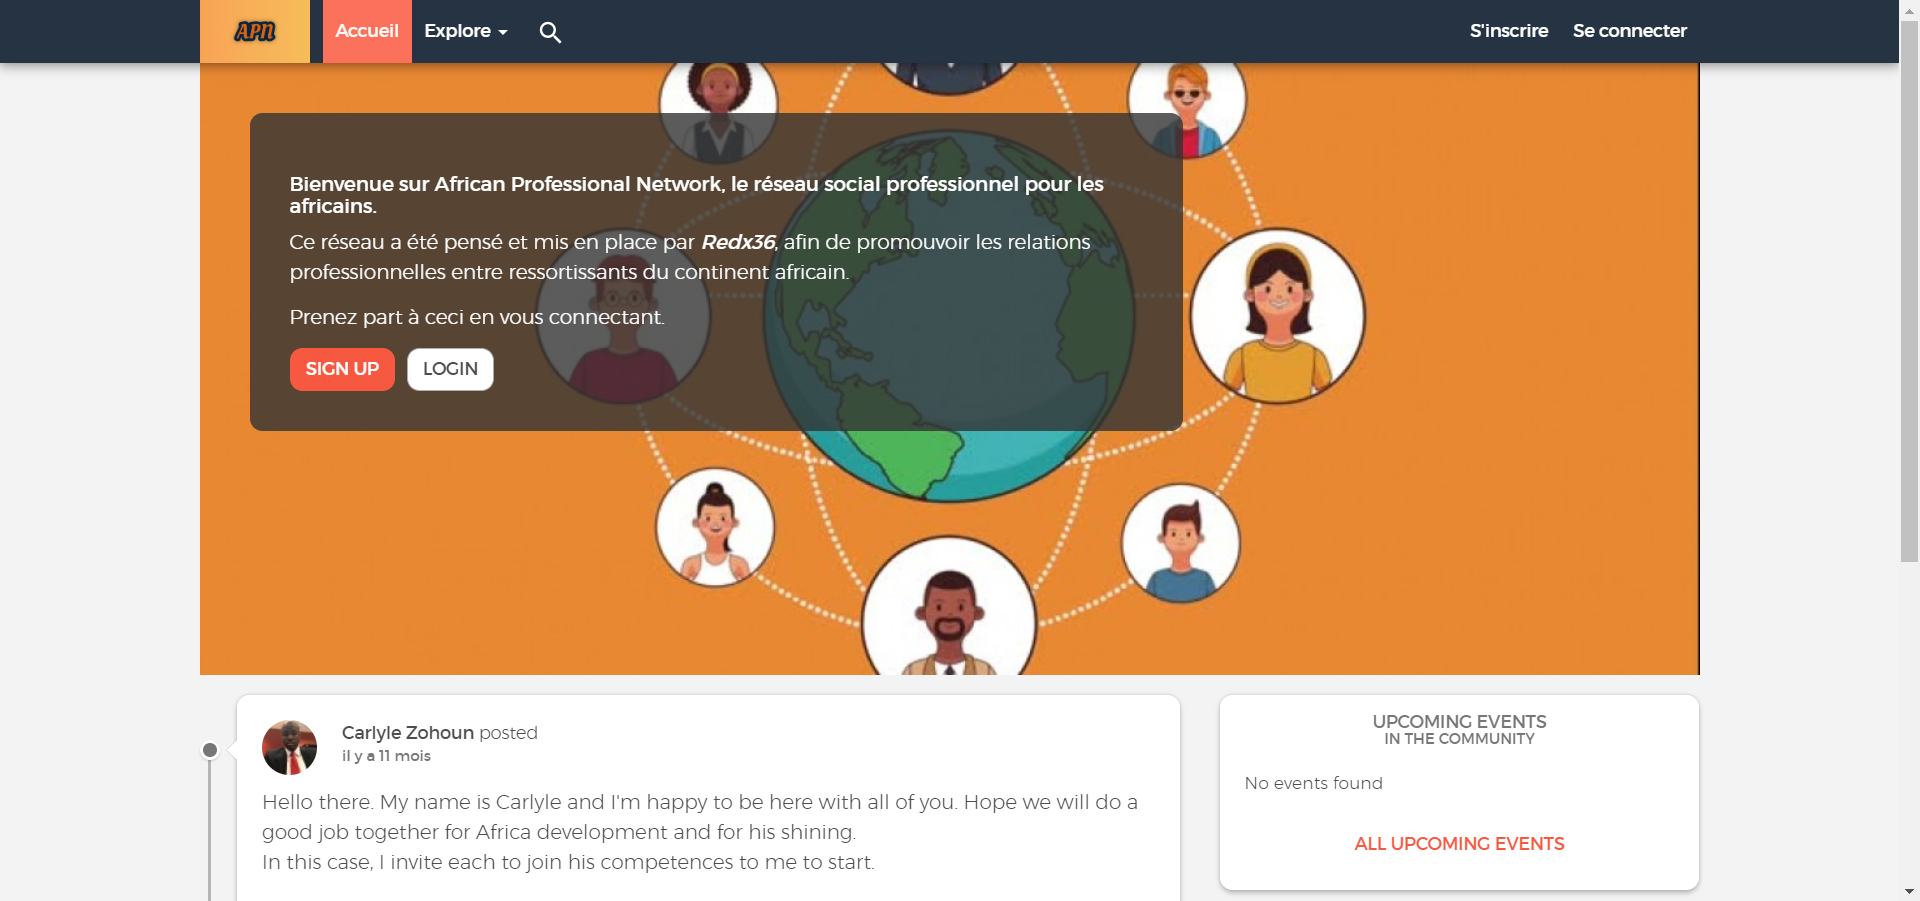 APN
Accueil
Explore
S'inscrire
Se connecter
Bienvenue sur African Professional Network, le réseau social professionnel pour les
africains.
Ce réseau a été pensé et mis en place par Redx36, afin de promouvoir les relations
professionnelles entre ressortissants du continent africain.
Prenez part à ceci en vous connectant.
SIGN UP
LOGIN
Carlyle Zohoun posted
il y a 11 mois
Hello there. My name is Carlyle and I'm happy to be here with all of you. Hope we will do a
good job together for Africa development and for his shining.
In this case, I invite each to join his competences to me to start.
UPCOMING EVENTS
IN THE COMMUNITY
No events found
ALL UPCOMING EVENTS